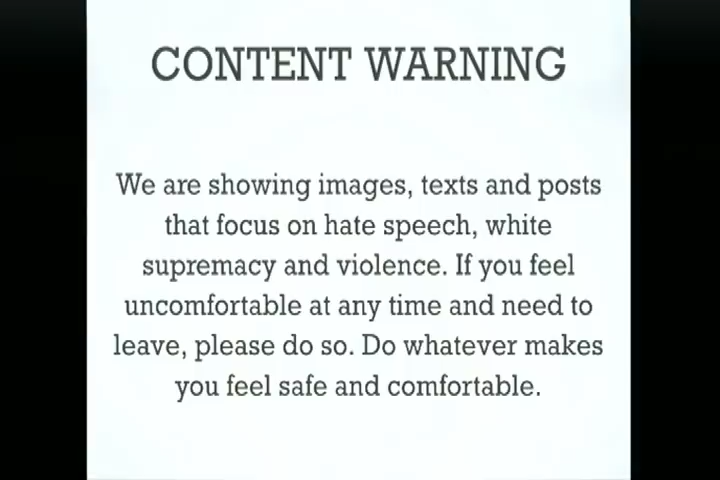 CONTENT WARNING
We are showing images, texts and posts
that focus on hate speech, white
supremacy and violence. If you feel
uncomfortable at any time and need to
leave, please do so. Do whatever makes
you feel safe and comfortable.